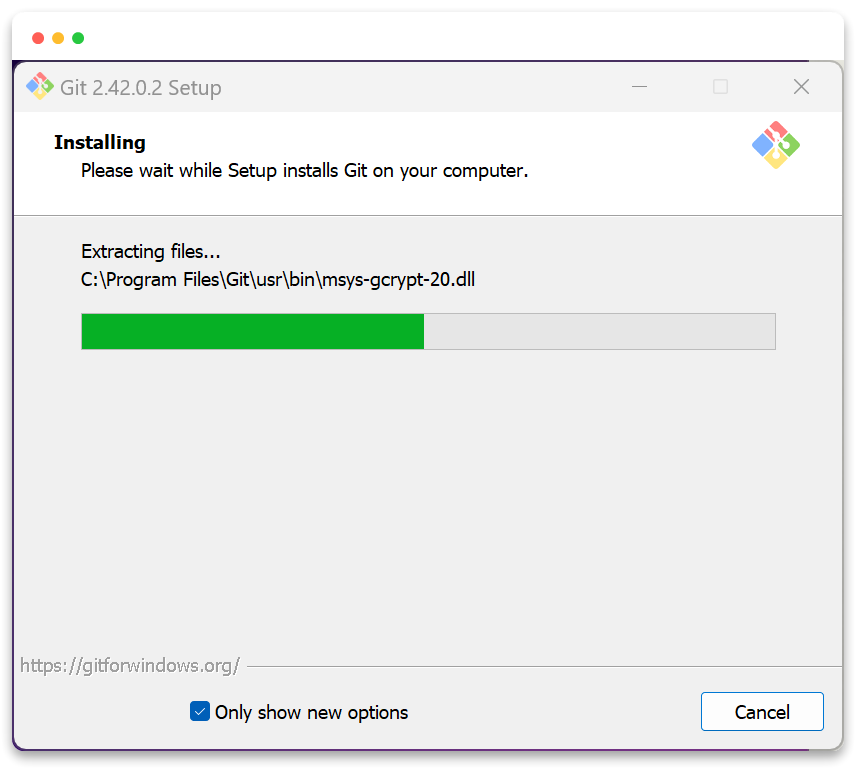 Git 2.42.0.2 Setup
Installing
Please wait while Setup installs Git on your computer.
Extracting files...
C:\Program Files\Git\usr\bin\msys-gcrypt-20.dll
https://gitforwindows.org/
Only show new options
Cancel